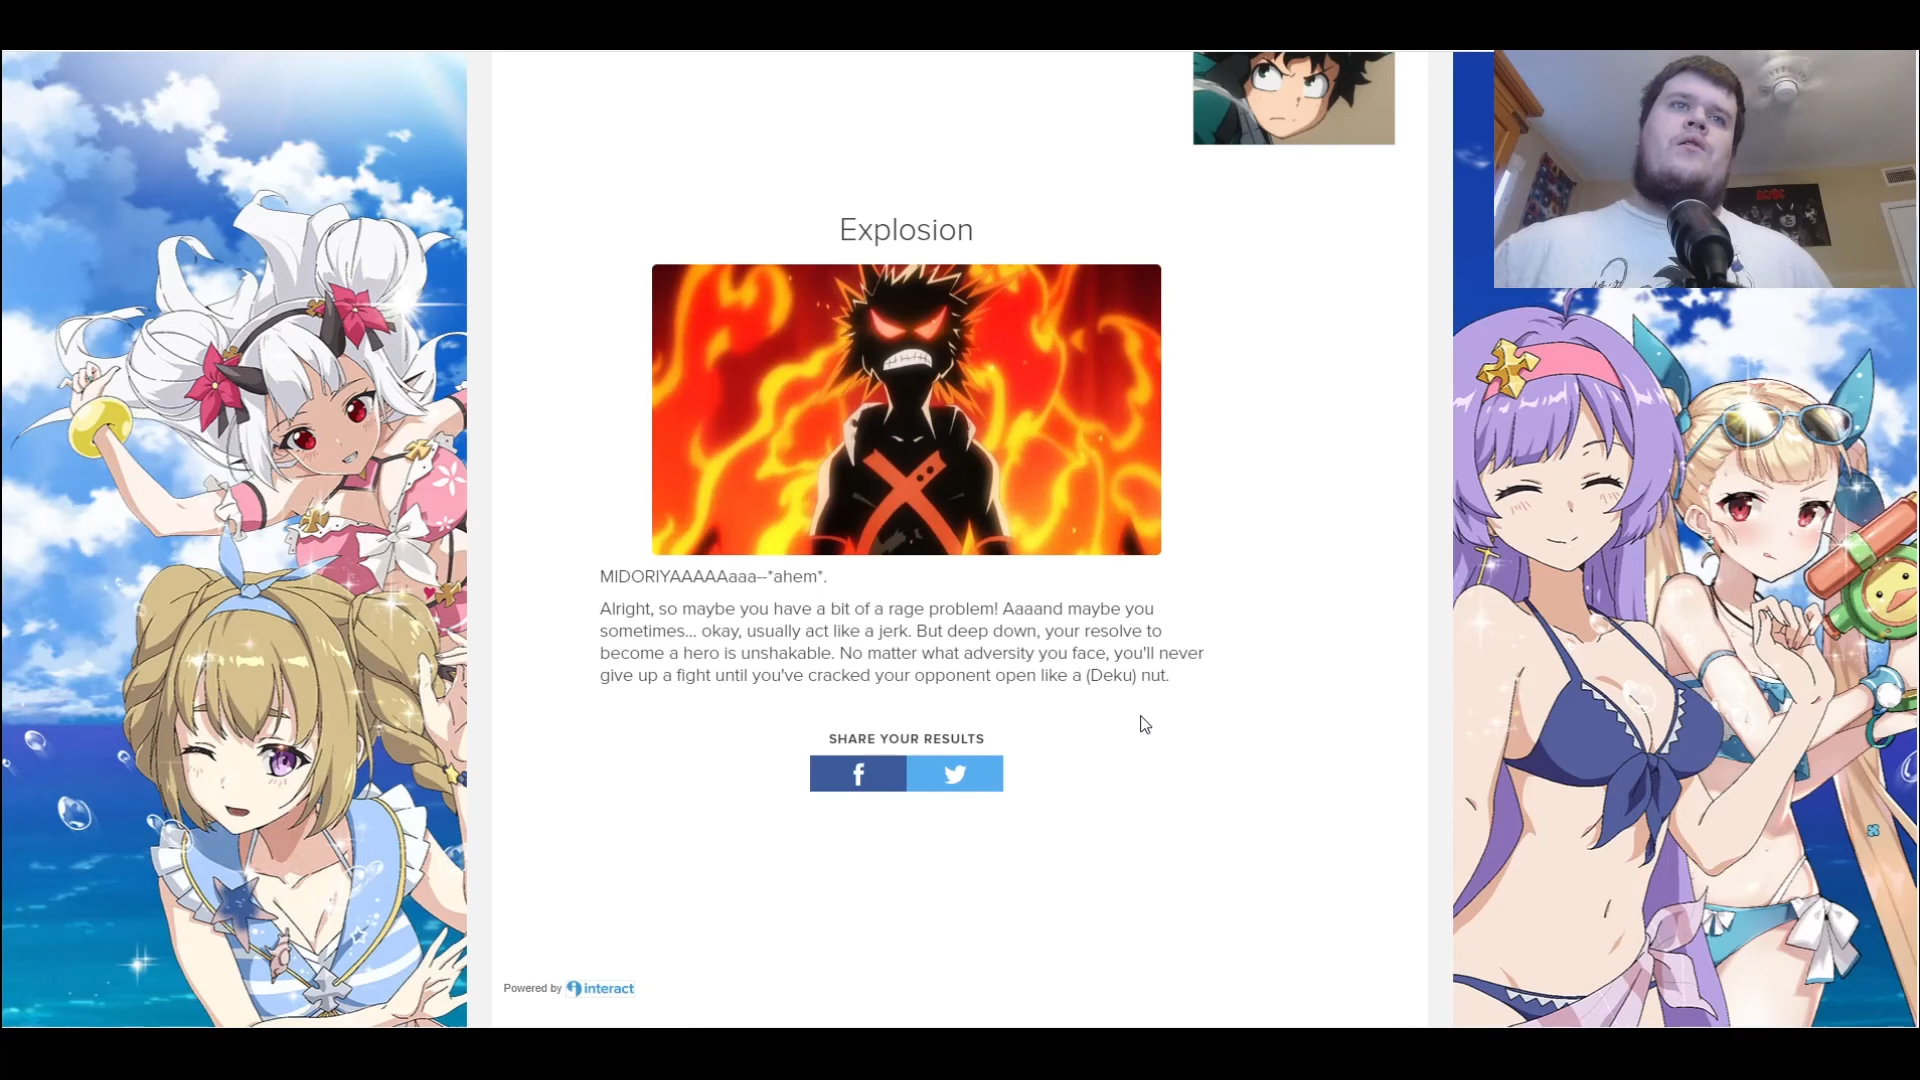 AC/DC
Explosion
MIDORIYAAAAAaaa--*ahem*.
Alright, so maybe you have a bit of a rage problem! Aaaand maybe you
sometimes... okay, usually act like a jerk. But deep down, your resolve to
become a hero is unshakable. No matter what adversity you face, you'll never
give up a fight until you've cracked your opponent open like a (Deku) nut.
SHARE YOUR RESULTS
Powered by interact